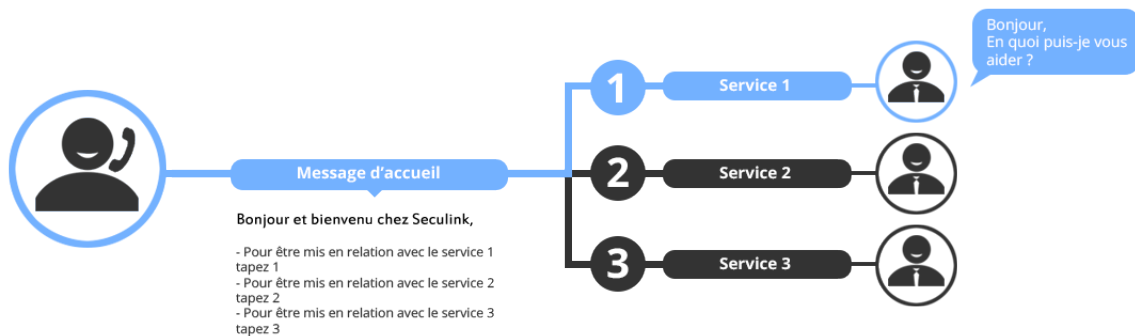 Bonjour,
En quoi puis-je vous
aider ?
1
Service 1
Message d’accueil
2
Service 2
Bonjour et bienvenu chez Seculink,
- Pour être mis en relation avec le service 1
tapez 1
- Pour être mis en relation avec le service 2
tapez 2
- Pour être mis en relation avec le service 3
tapez 3
3
Service 3